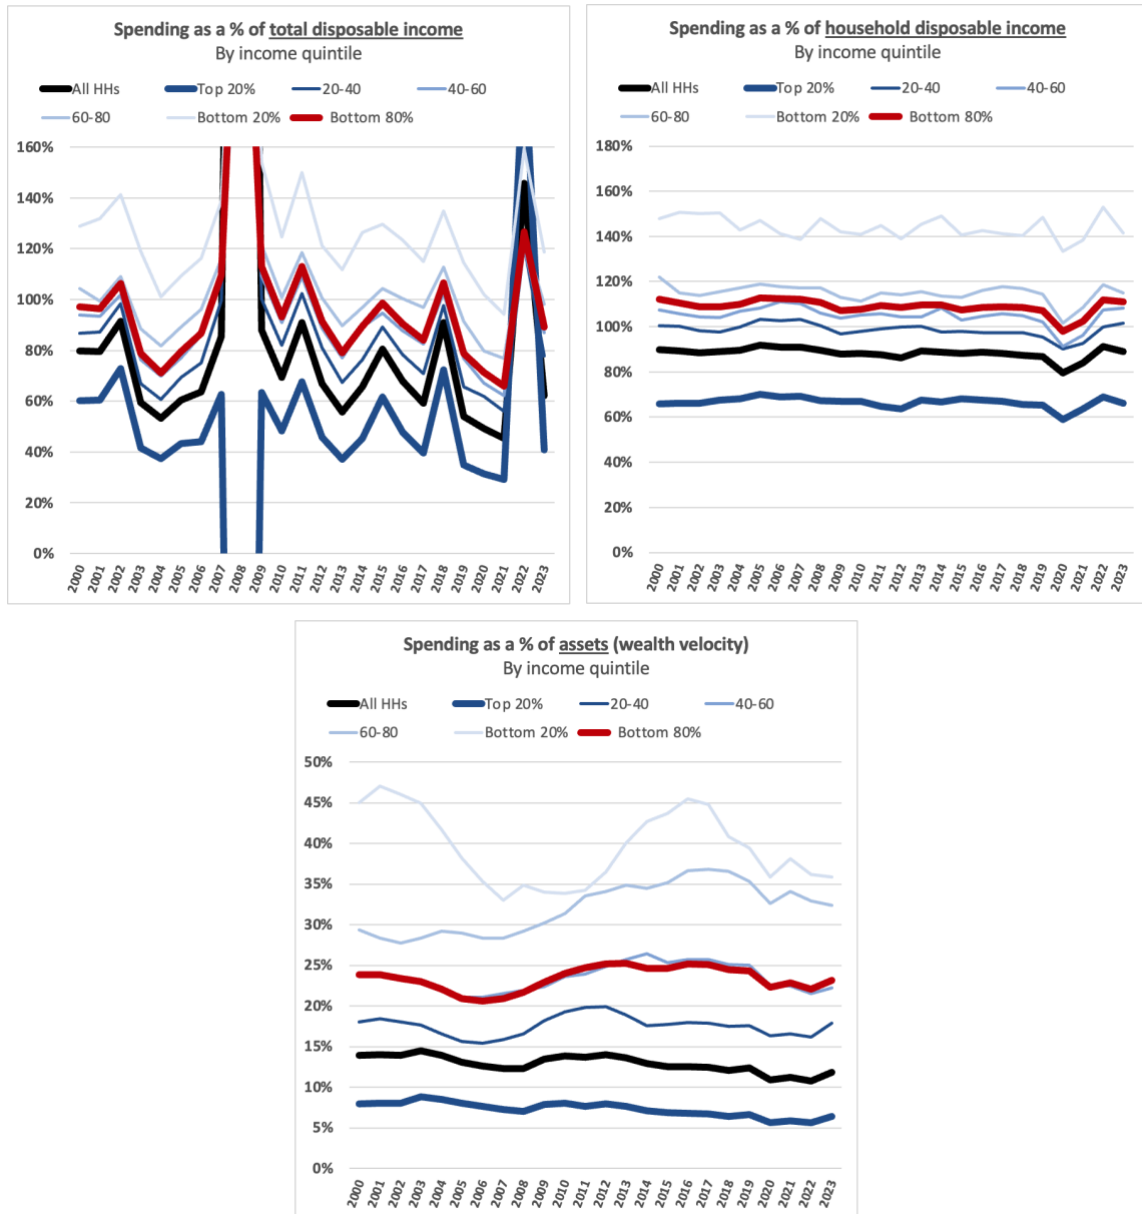 Spending as a % of total disposable income
By income quintile
All HHs Top 20% 20-40 40-60
60-80 Bottom 20% Bottom 80%
160%
140%
120%
100%
80%
60%
40%
20%
0%
2000 2001 2002 2003 2004 2005 2006 2007 2008 2009 2010 2011 2012 2013 2014 2015 2016 2017 2018 2019 2020 2021 2022 2023
Spending as a % of household disposable income
By income quintile
All HHs Top 20% 20-40 40-60
60-80 Bottom 20% Bottom 80%
180%
160%
140%
120%
100%
80%
60%
40%
20%
0%
2000 2001 2002 2003 2004 2005 2006 2007 2008 2009 2010 2011 2012 2013 2014 2015 2016 2017 2018 2019 2020 2021 2022 2023
Spending as a % of assets (wealth velocity)
By income quintile
All HHs Top 20% 20-40 40-60
60-80 Bottom 20% Bottom 80%
50%
45%
40%
35%
30%
25%
20%
15%
10%
5%
0%
2000 2001 2002 2003 2004 2005 2006 2007 2008 2009 2010 2011 2012 2013 2014 2015 2016 2017 2018 2019 2020 2021 2022 2023